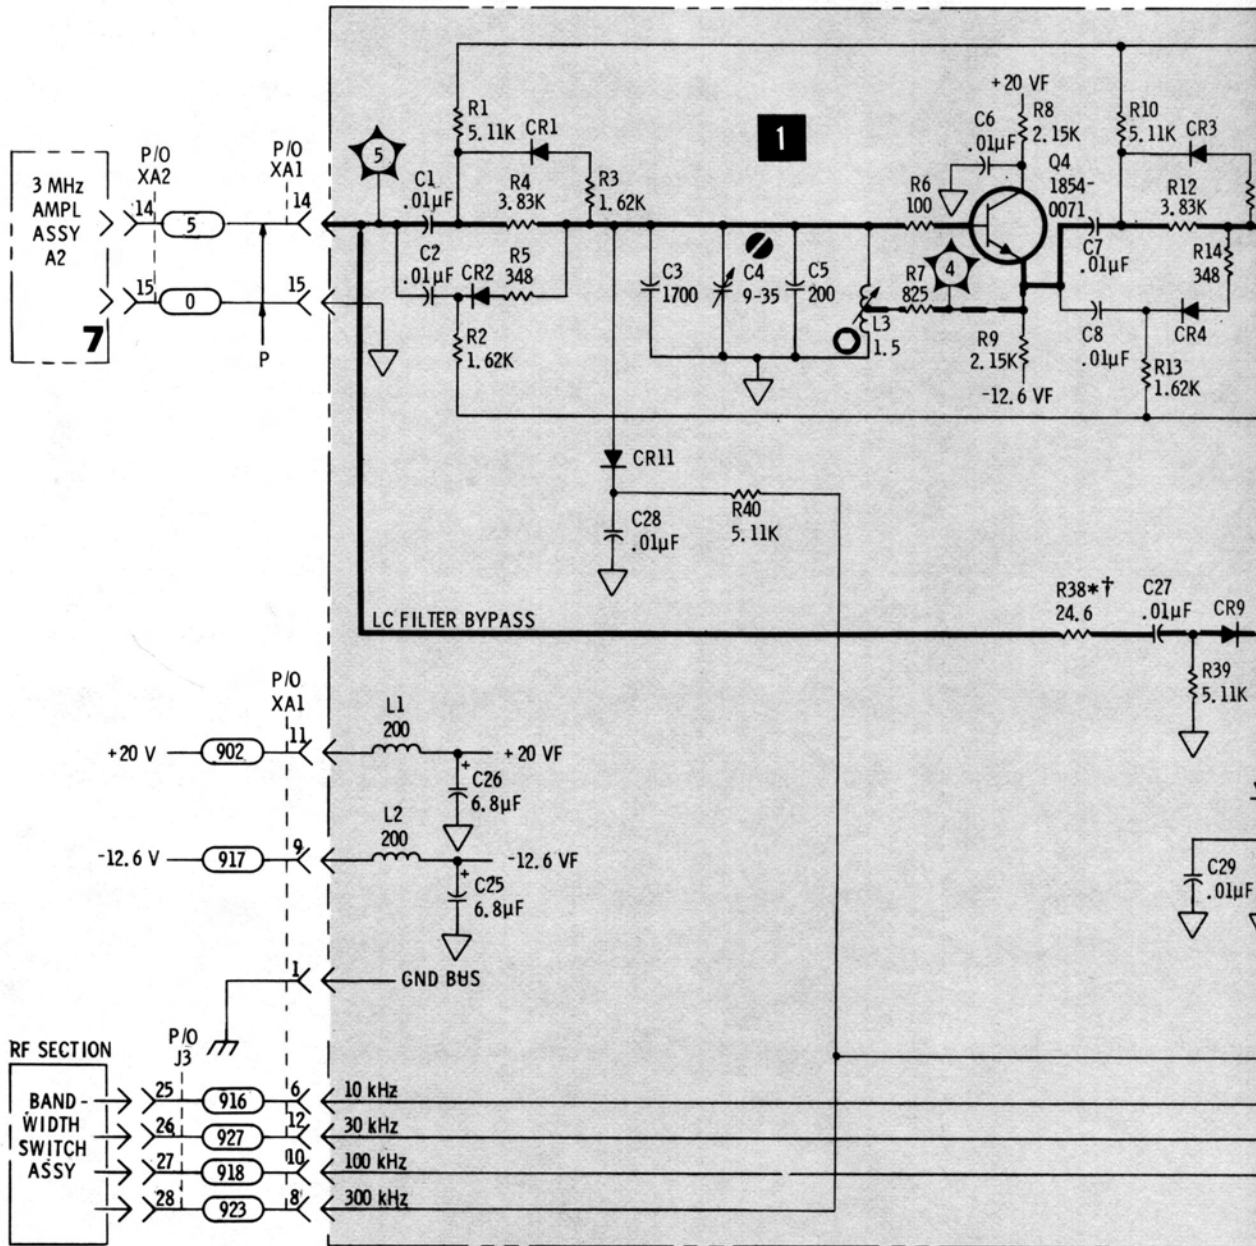 +20 VF
R1
5.11K
CR1
1
C6
.01µF
R8
2.15K
R10
5.11K
CR3
3 MHz
AMPL
ASSY
A2
7
P/O
XA2
14
5
15
0
P
P/O
XA1
14
15
5
C1
.01µF
R4
3.83K
R3
1.62K
C2
.01µF
CR2
R5
348
R2
1.62K
C3
1700
C4
9-35
C5
200
L3
1.5
R6
100
R7
825
4
Q4
1854-
0071
R9
2.15K
-12.6 VF
C7
.01µF
R12
3.83K
R14
348
C8
.01µF
CR4
R13
1.62K
CR11
R40
5.11K
C28
.01µF
LC FILTER BYPASS
R38*†
24.6
C27
.01µF
CR9
R39
5.11K
P/O
XA1
+20 V
902
11
L1
200
+20 VF
+
C26
6.8µF
-12.6 V
917
9
L2
200
-12.6 VF
+
C25
6.8µF
C29
.01µF
1
GND BUS
RF SECTION
P/O
J3
BAND-
WIDTH
SWITCH
ASSY
25
916
6
10 kHz
26
927
12
30 kHz
27
918
10
100 kHz
28
923
8
300 kHz